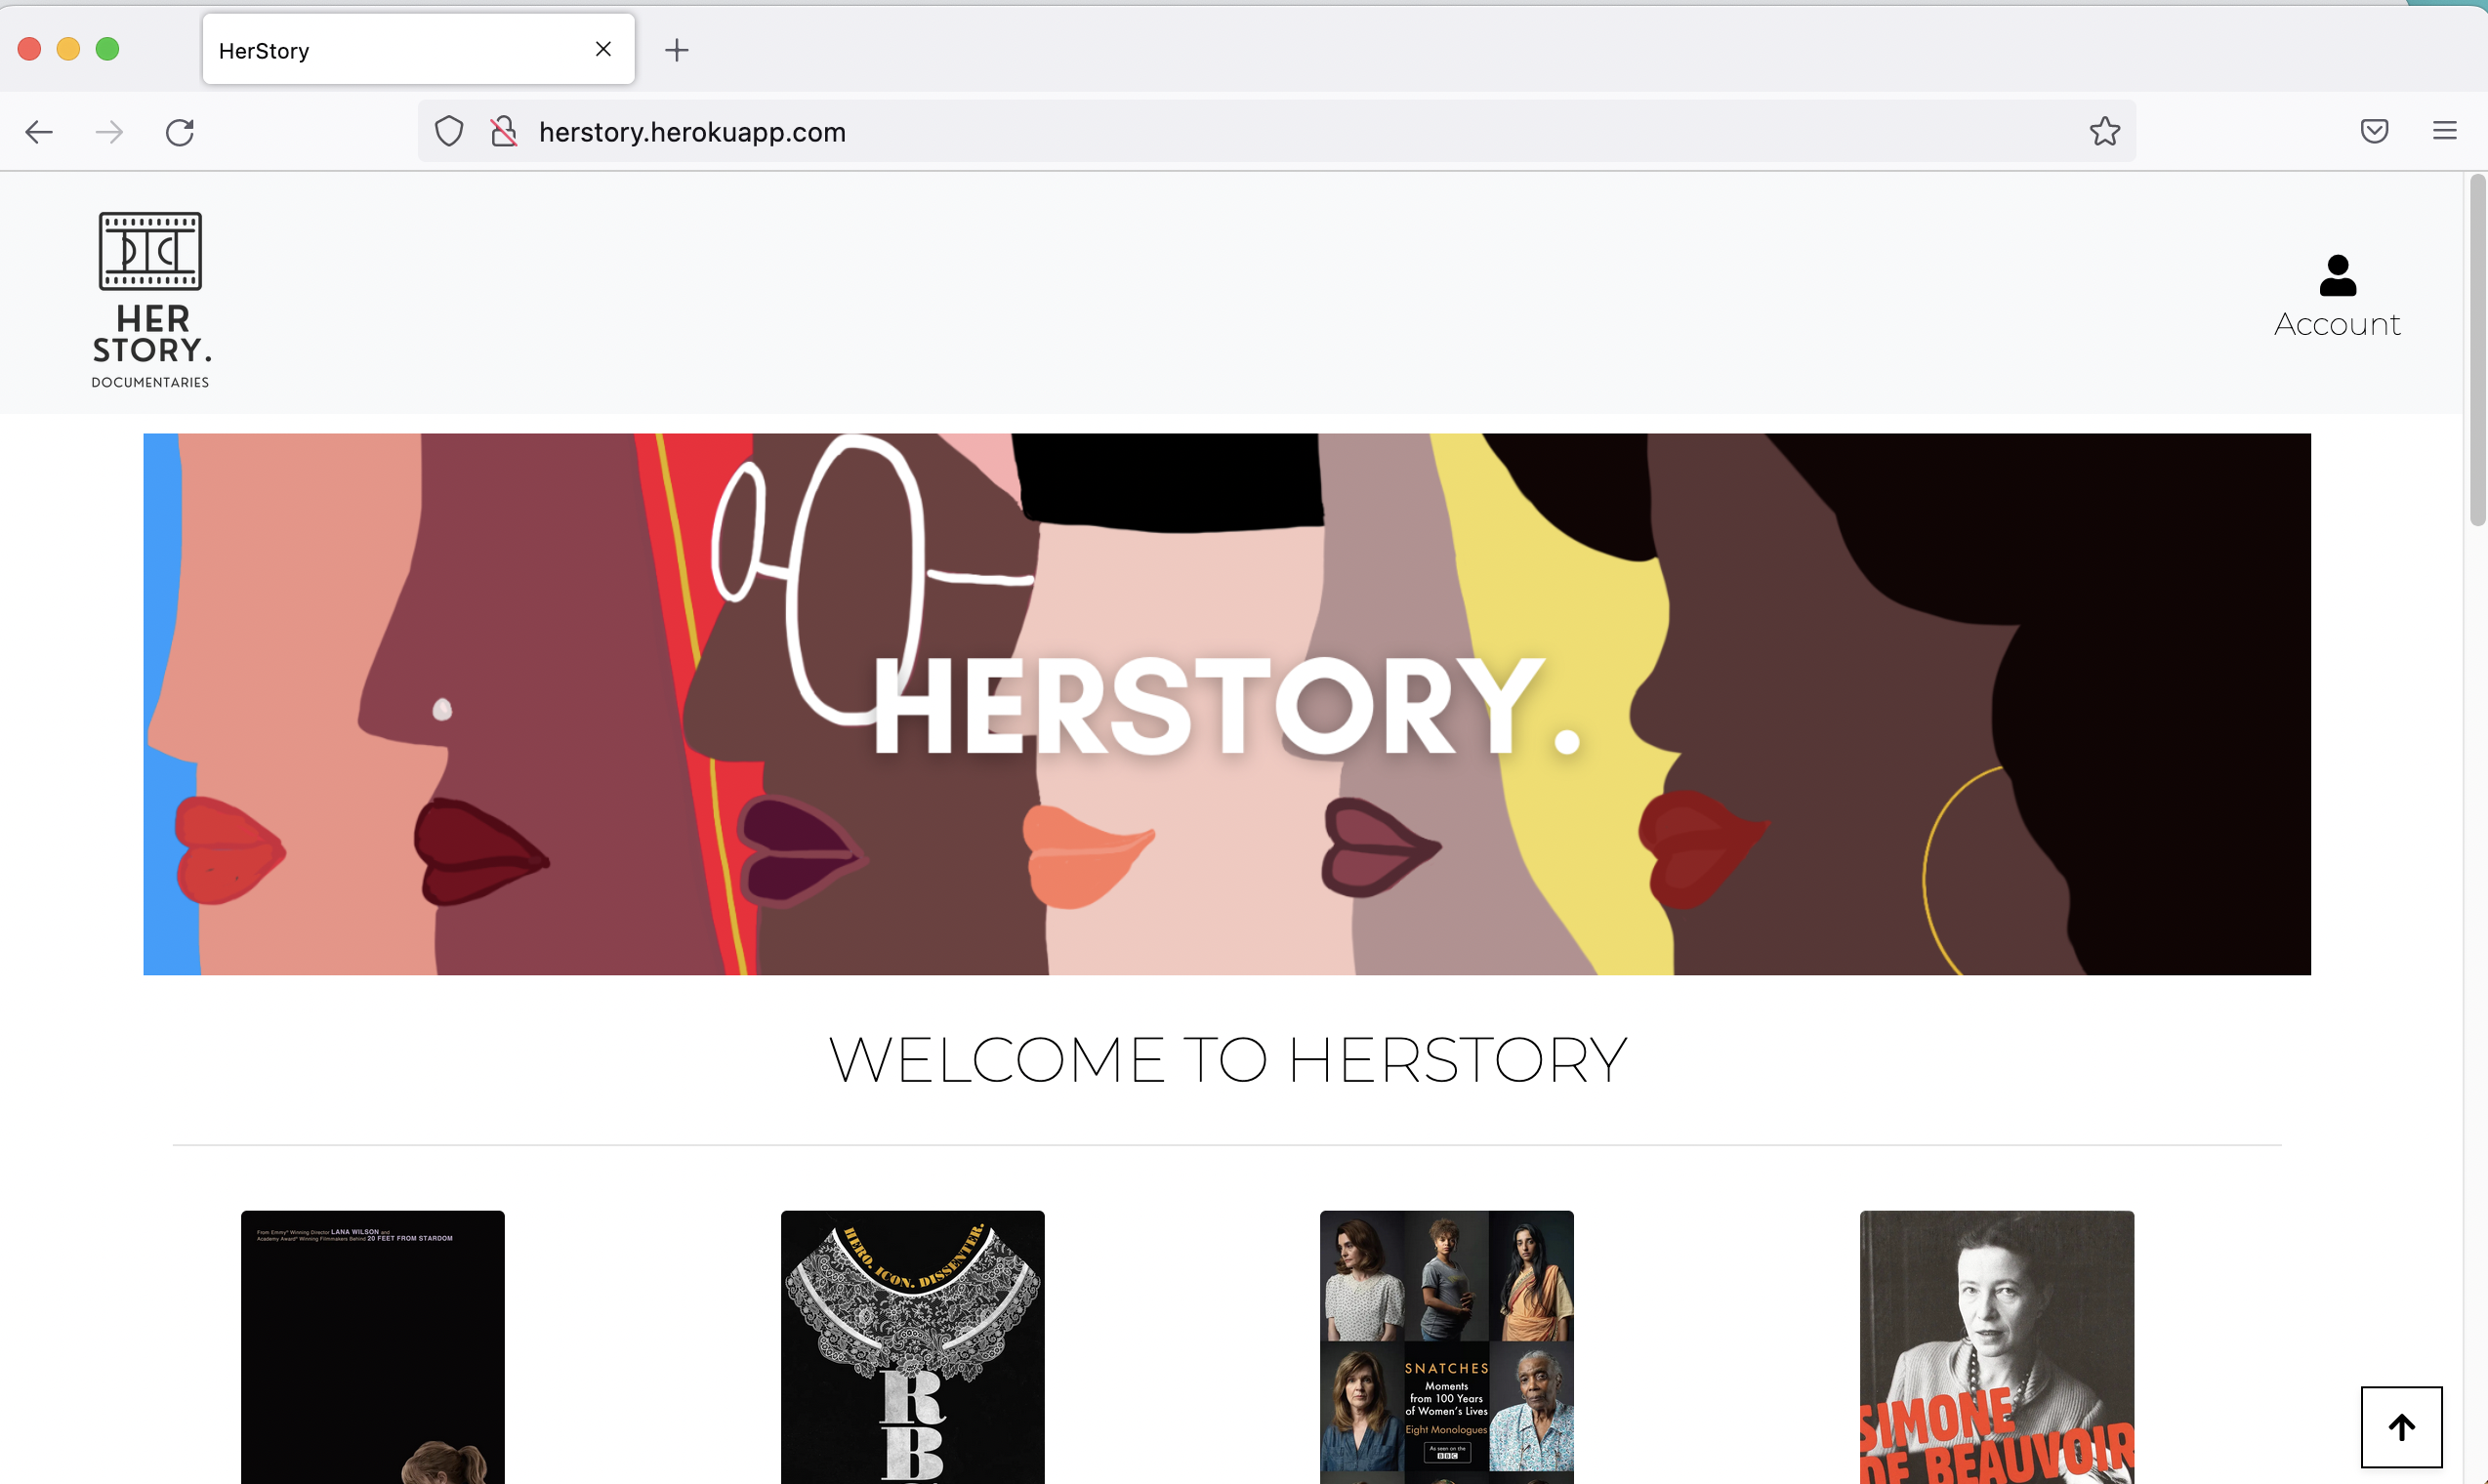 HerStory
herstory.herokuapp.com
HER
STORY.
DOCUMENTARIES
Account
HERSTORY.
WELCOME TO HERSTORY
From Emmy® Winning Director LANA WILSON and
Academy Award® Winning Filmmakers Behind 20 FEET FROM STARDOM
HERO. ICON. DISSENTER.
R
B
SNATCHES
Moments
from 100 Years
of Women's Lives
Eight Monologues
As seen on the
BBC
SIMONE
DE BEAUVOIR